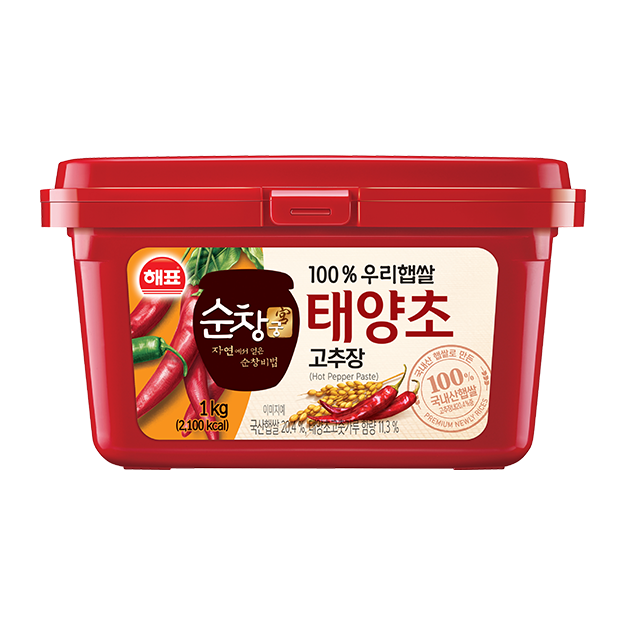 해표
순창궁
宮
자연에서 얻은
순창비법
1kg
(2,100 kcal)
100% 우리햅쌀
태양초
고추장
(Hot Pepper Paste)
이미지예
국산햅쌀 20.4 %, 태양초고춧가루 함량 11.3 %
국내산 햅쌀로 만든
100%
국내산햅쌀
PREMIUM NEWLY RICES